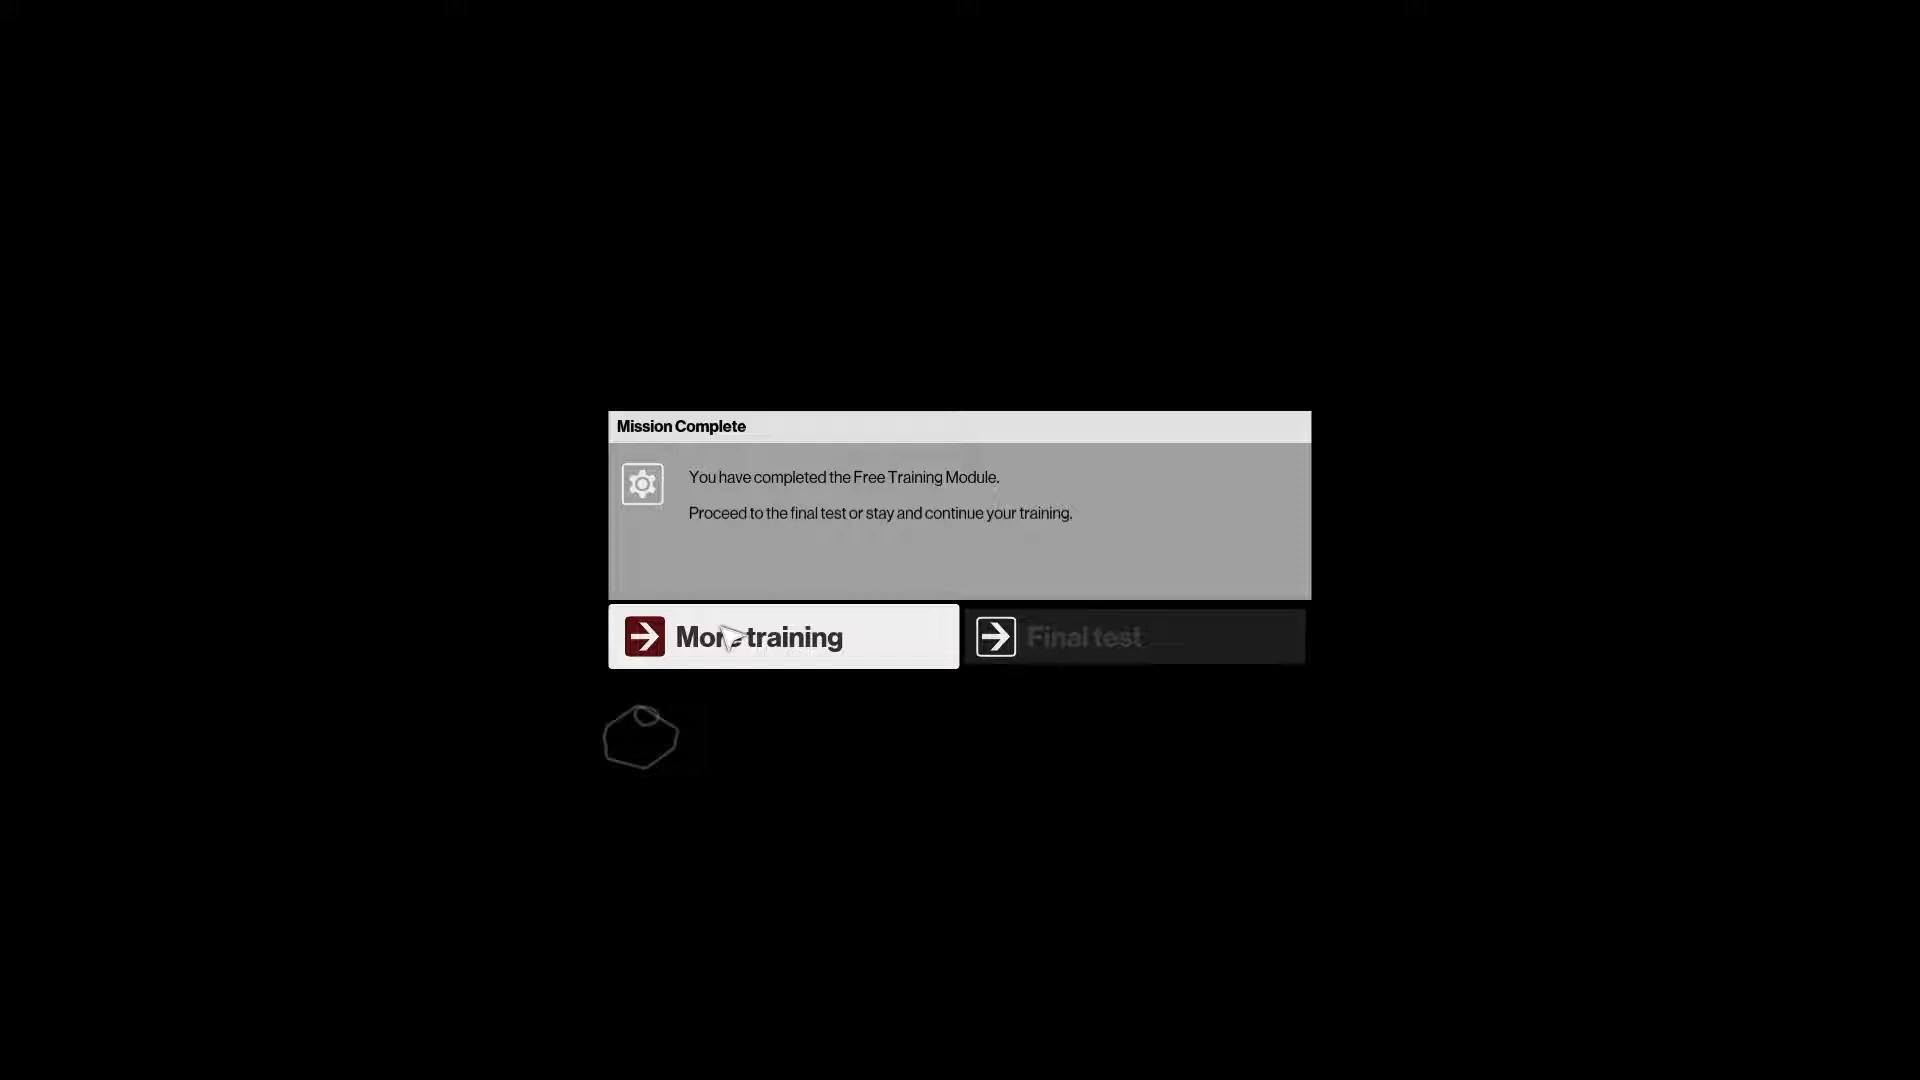 Mission Complete
You have completed the Free Training Module.
Proceed to the final test or stay and continue your training.
More training
Final test